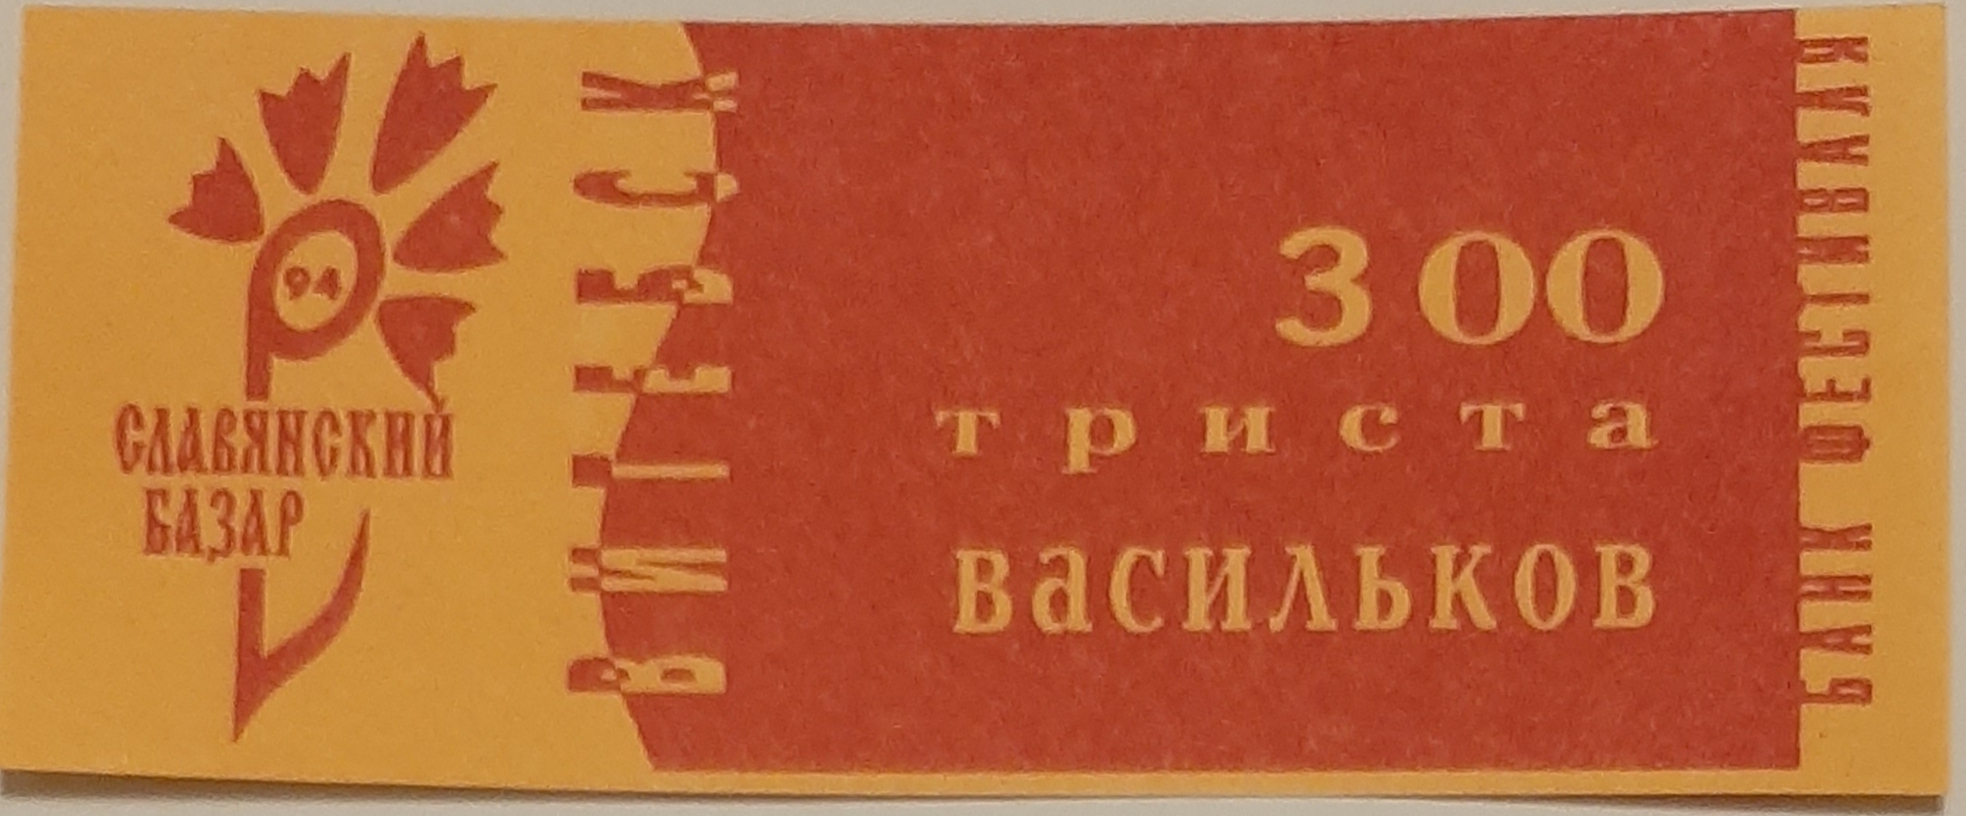 94
СЛАВЯНСКИЙ
БАЗАР
ВИТЕБСК
300
триста
васильков
БАНК ФЕСТИВАЛЯ